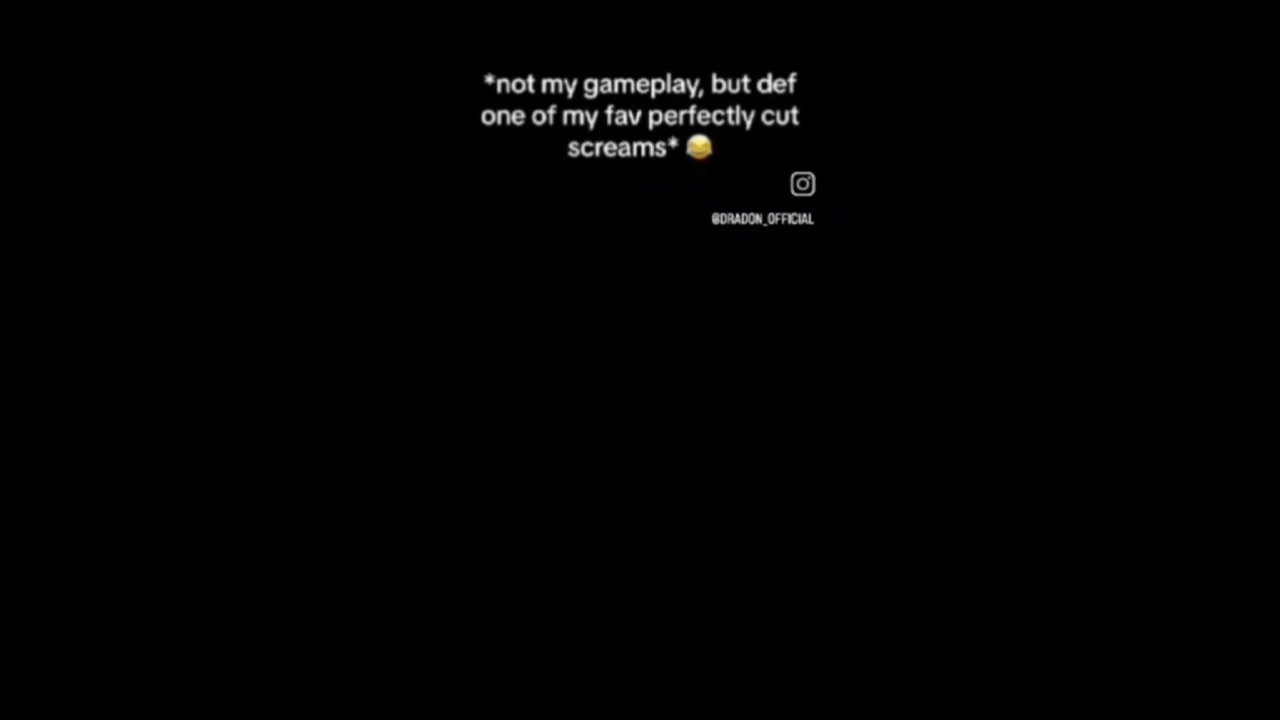 *not my gameplay, but def
one of my fav perfectly cut
screams* 😂
@DRADON_OFFICIAL